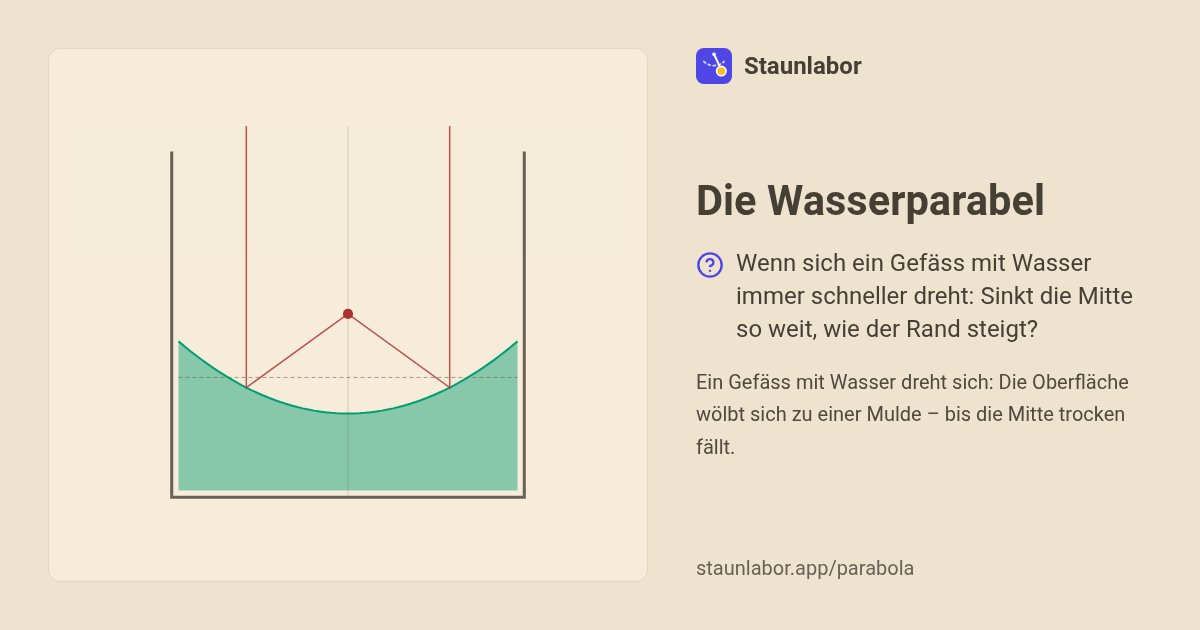 Staunlabor
Die Wasserparabel
Wenn sich ein Gefäss mit Wasser
immer schneller dreht: Sinkt die Mitte
so weit, wie der Rand steigt?
Ein Gefäss mit Wasser dreht sich: Die Oberfläche
wölbt sich zu einer Mulde – bis die Mitte trocken
fällt.
staunlabor.app/parabola